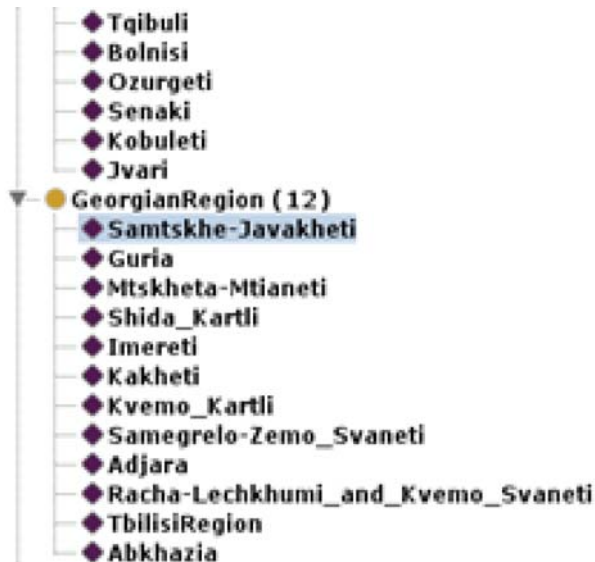 Tqibuli
Bolnisi
Ozurgeti
Senaki
Kobuleti
Jvari
GeorgianRegion (12)
Samtskhe-Javakheti
Guria
Mtskheta-Mtianeti
Shida_Kartli
Imereti
Kakheti
Kvemo_Kartli
Samegrelo-Zemo_Svaneti
Adjara
Racha-Lechkhumi_and_Kvemo_Svaneti
TbilisiRegion
Abkhazia